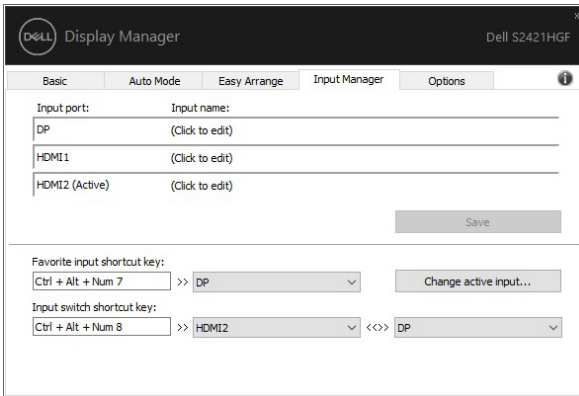 DELL Display Manager Dell S2421HGF
Basic Auto Mode Easy Arrange Input Manager Options
Input port: Input name:
DP (Click to edit)
HDMI1 (Click to edit)
HDMI2 (Active) (Click to edit)
Save
Favorite input shortcut key:
Ctrl + Alt + Num 7 >> DP Change active input...
Input switch shortcut key:
Ctrl + Alt + Num 8 >> HDMI2 <<>> DP